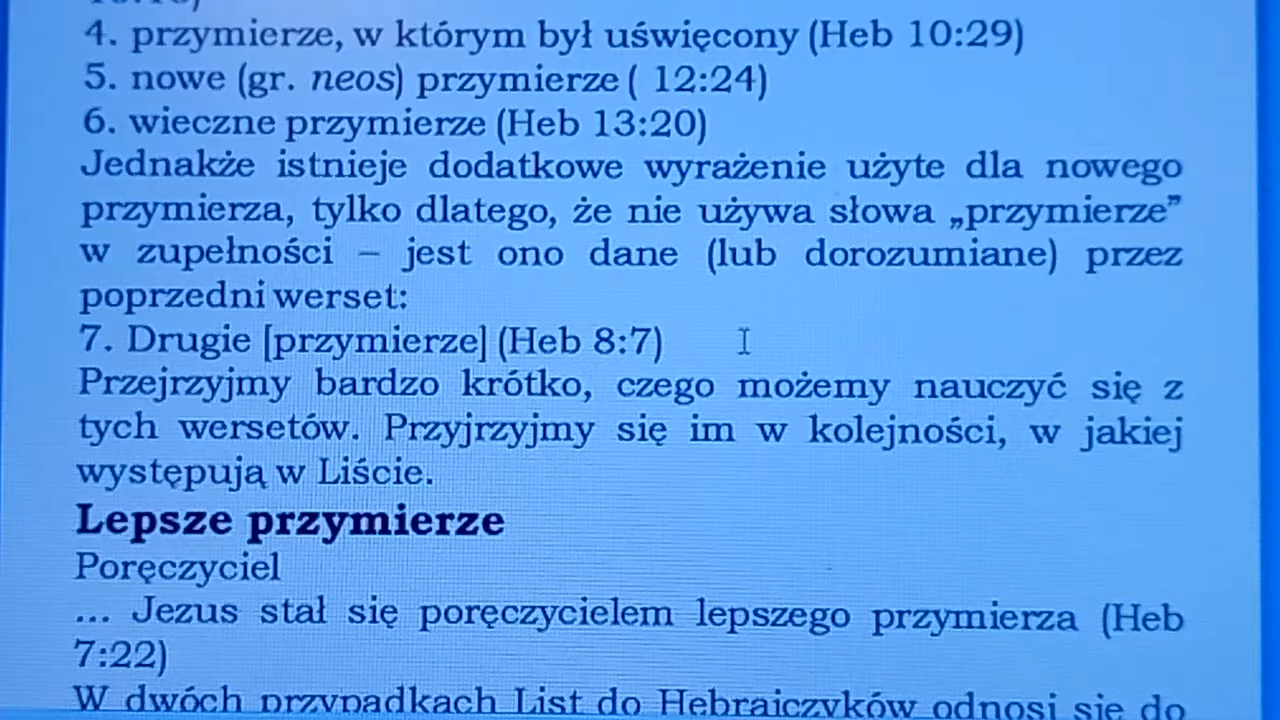 4. przymierze, w którym był uświęcony (Heb 10:29)
5. nowe (gr. neos) przymierze ( 12:24)
6. wieczne przymierze (Heb 13:20)
Jednakże istnieje dodatkowe wyrażenie użyte dla nowego
przymierza, tylko dlatego, że nie używa słowa „przymierze”
w zupełności – jest ono dane (lub dorozumiane) przez
poprzedni werset:
7. Drugie [przymierze] (Heb 8:7)
Przejrzyjmy bardzo krótko, czego możemy nauczyć się z
tych wersetów. Przyjrzyjmy się im w kolejności, w jakiej
występują w Liście.
Lepsze przymierze
Poręczyciel
... Jezus stał się poręczycielem lepszego przymierza (Heb
7:22)
W dwóch przypadkach List do Hebrajczyków odnosi się do